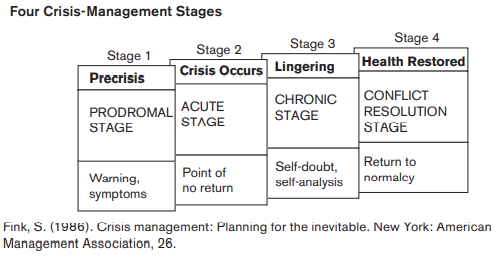 Four Crisis-Management Stages
Stage 1
Stage 2
Stage 3
Stage 4
Precrisis
Crisis Occurs
Lingering
Health Restored
PRODROMAL
STAGE
ACUTE
STAGE
CHRONIC
STAGE
CONFLICT
RESOLUTION
STAGE
Warning,
symptoms
Point of
no return
Self-doubt,
self-analysis
Return to
normalcy
Fink, S. (1986). Crisis management: Planning for the inevitable. New York: American
Management Association, 26.